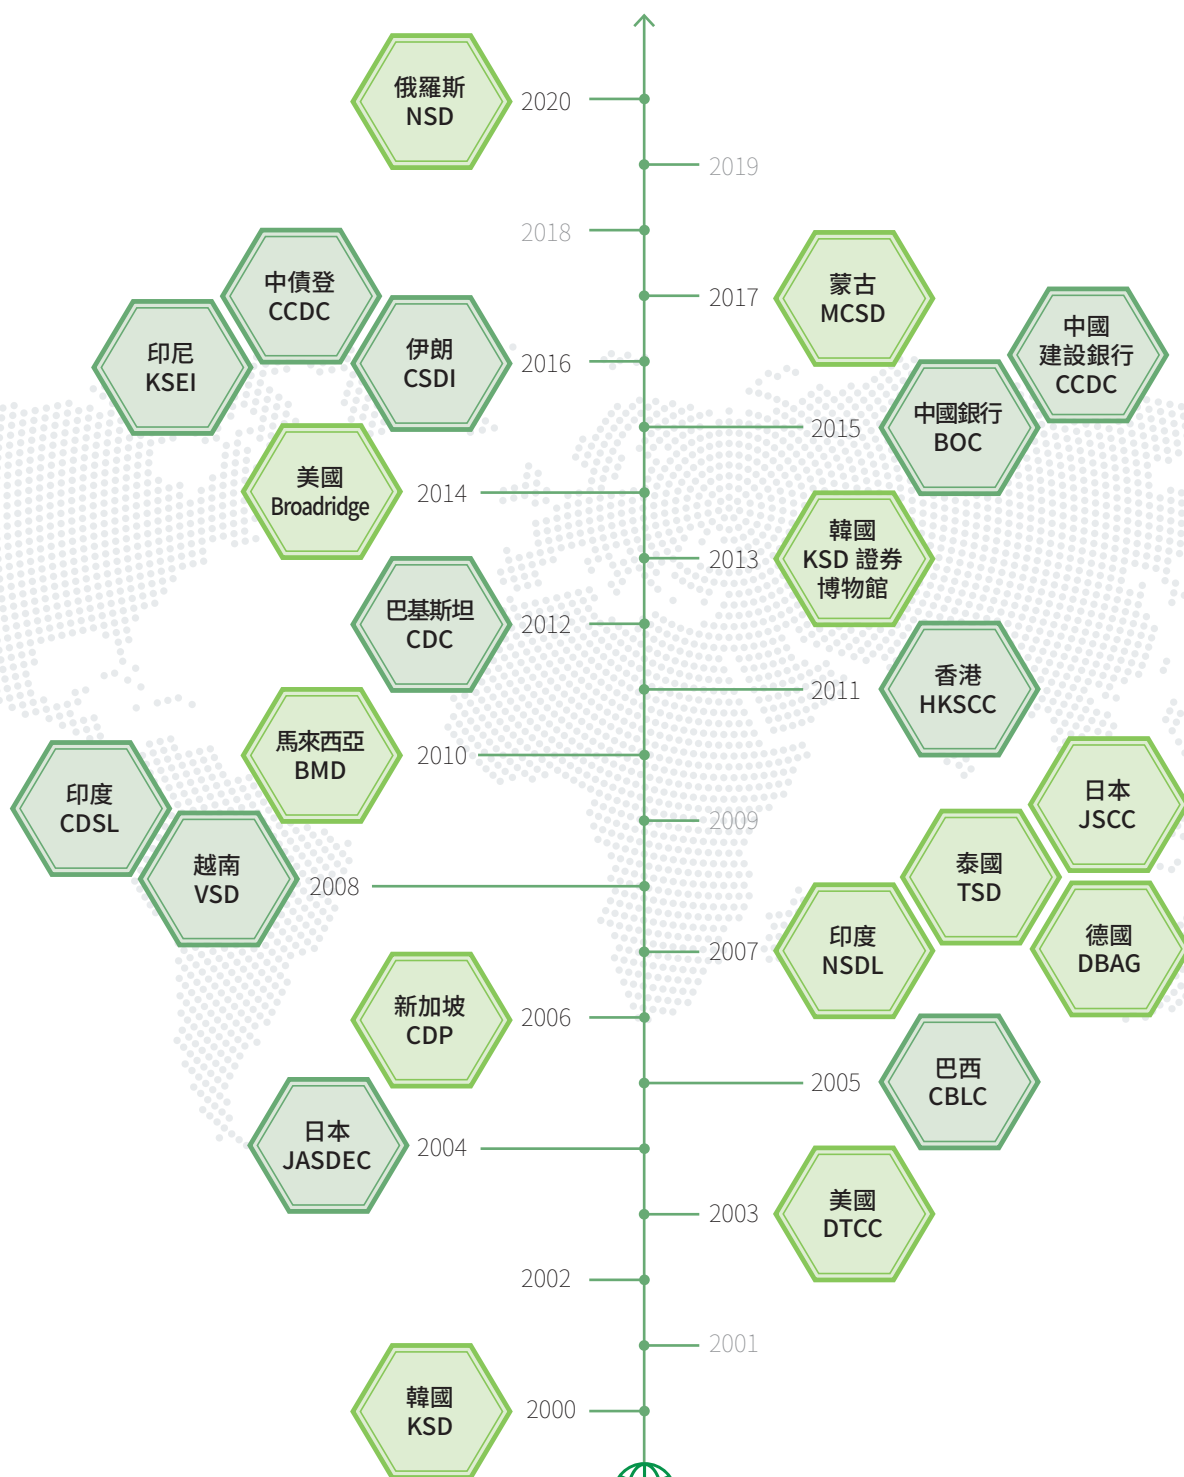 俄羅斯
NSD
2020
2019
2018
中債登
CCDC
印尼
KSEI
伊朗
CSDI
2016
2017
蒙古
MCSD
中國
建設銀行
CCDC
中國銀行
BOC
2015
美國
Broadridge
2014
2013
韓國
KSD 證券
博物館
巴基斯坦
CDC
2012
2011
香港
HKSCC
馬來西亞
BMD
2010
2009
印度
CDSL
越南
VSD
2008
日本
JSCC
泰國
TSD
2007
印度
NSDL
德國
DBAG
新加坡
CDP
2006
2005
巴西
CBLC
日本
JASDEC
2004
2003
美國
DTCC
2002
2001
韓國
KSD
2000